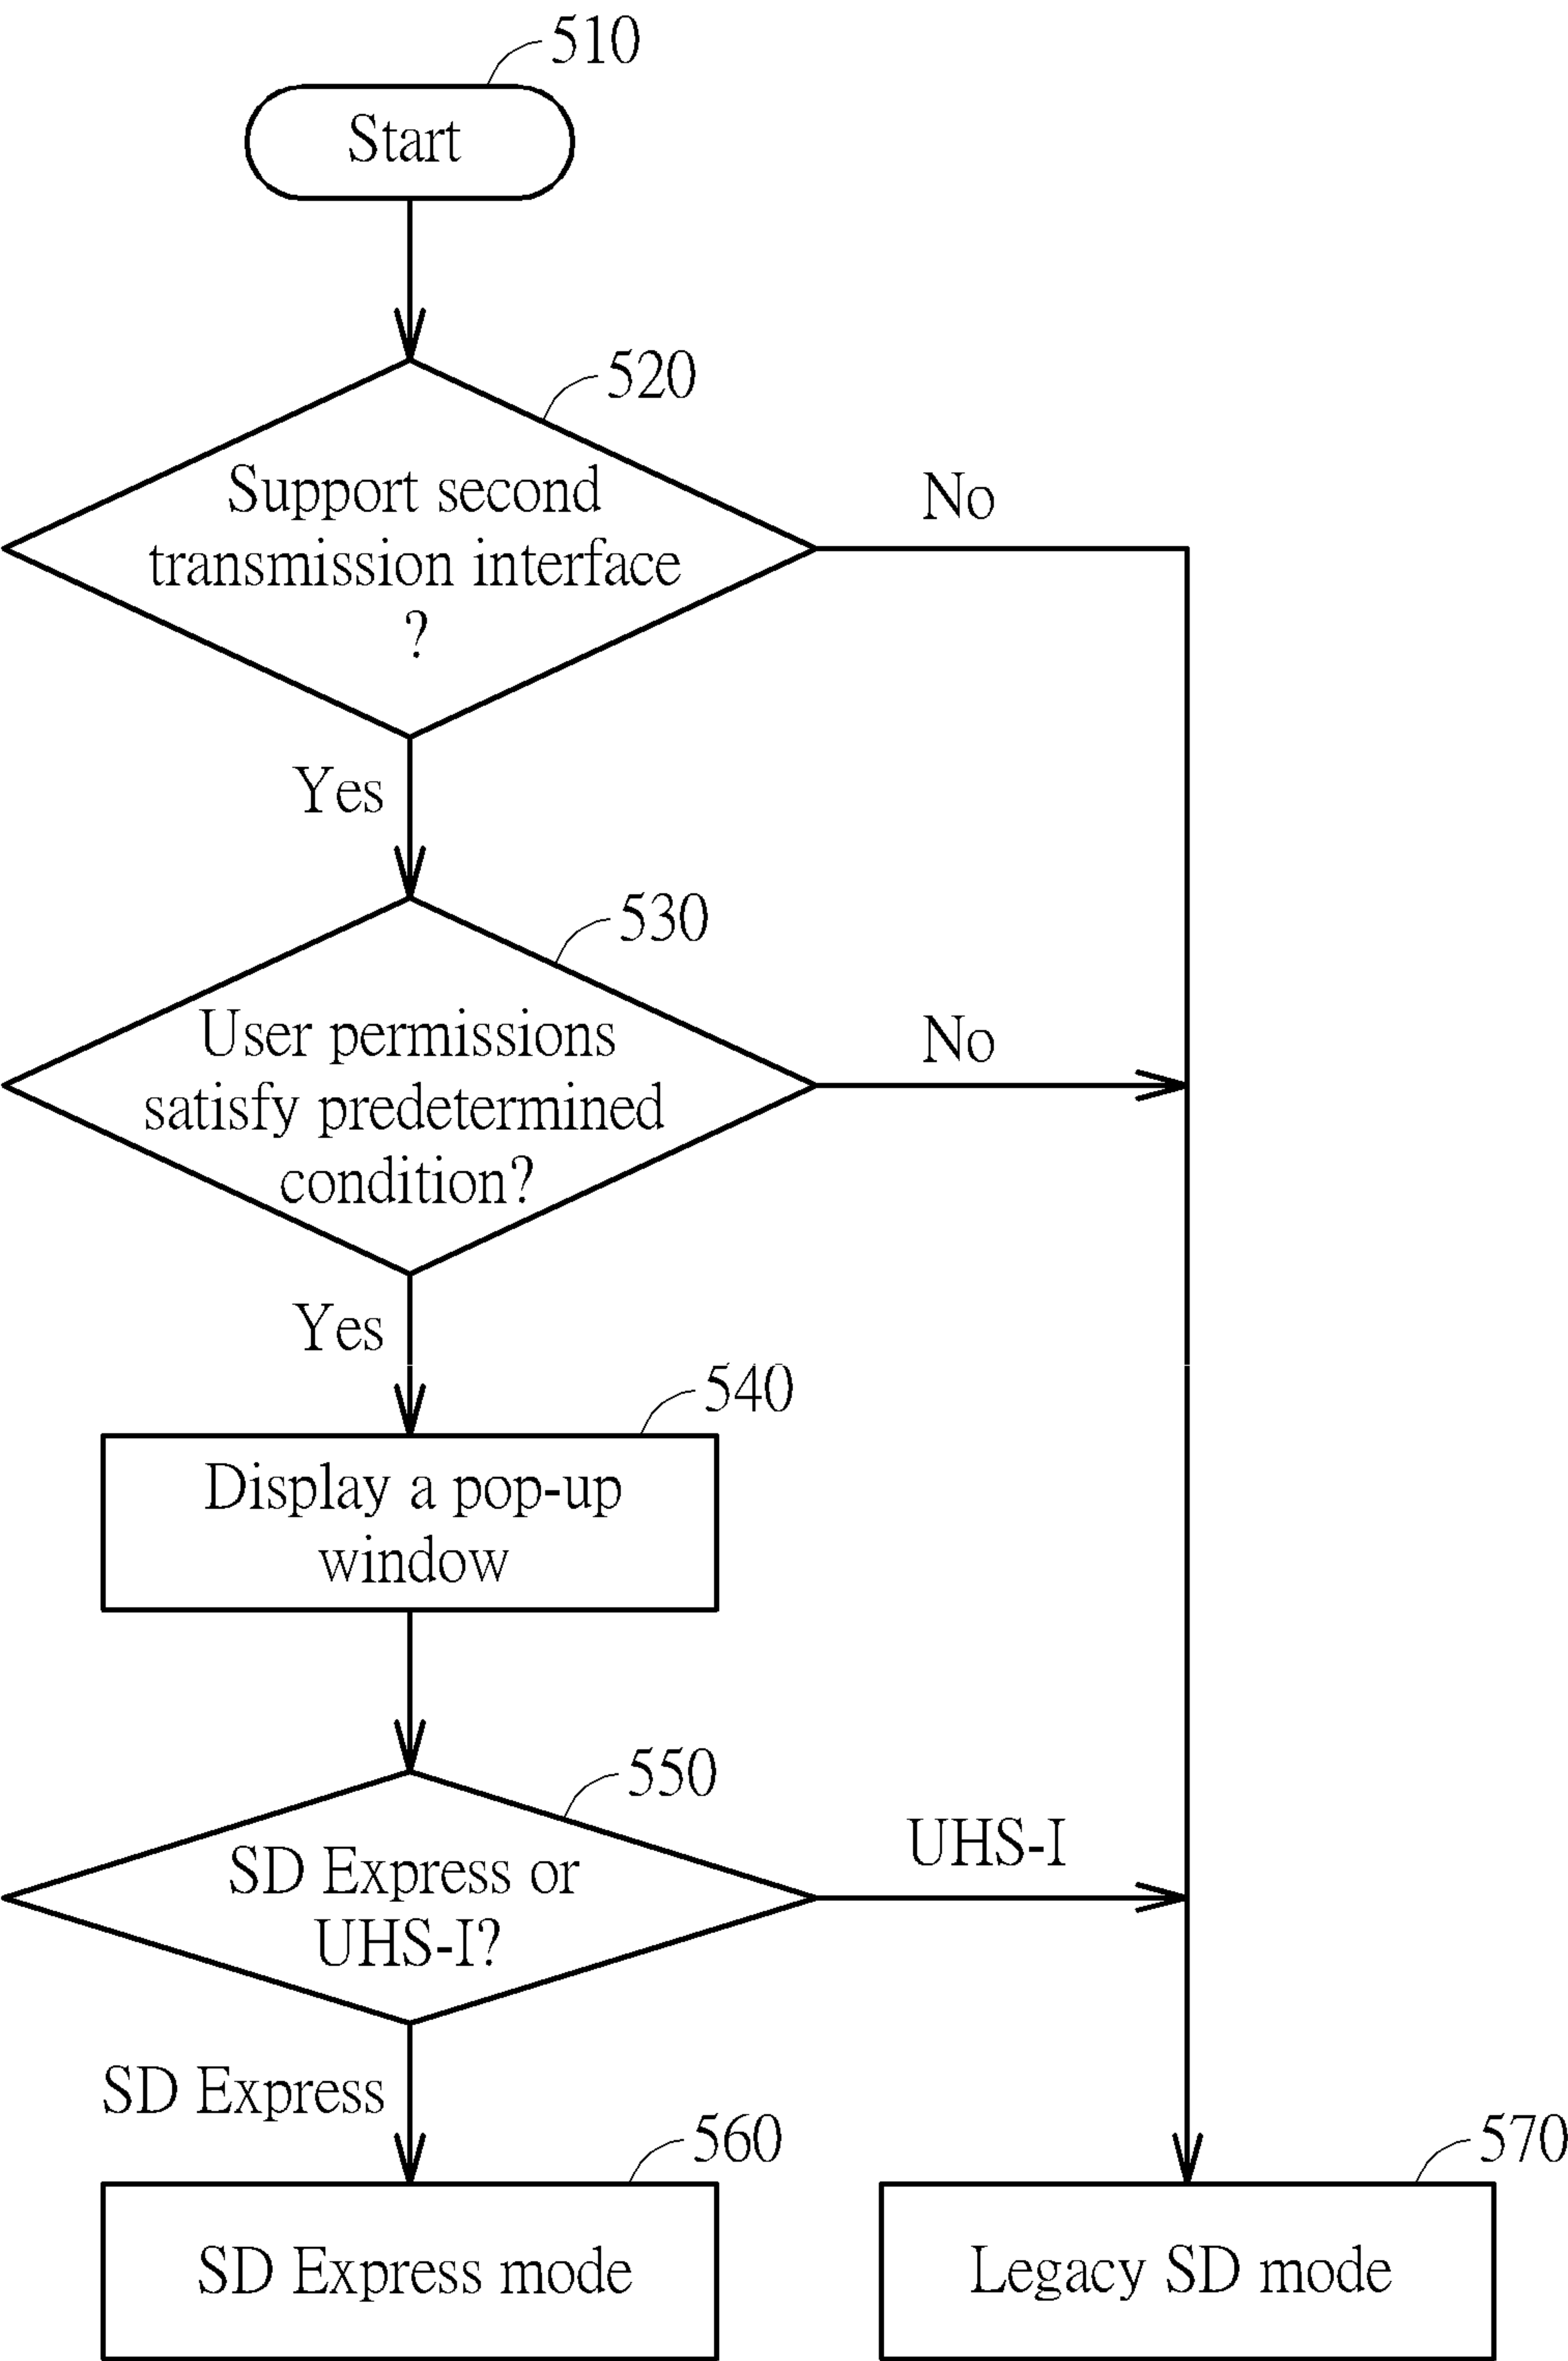 510
Start
520
Support second
transmission interface
?
No
Yes
530
User permissions
satisfy predetermined
condition?
No
Yes
540
Display a pop-up
window
550
SD Express or
UHS-I?
UHS-I
SD Express
560
SD Express mode
570
Legacy SD mode